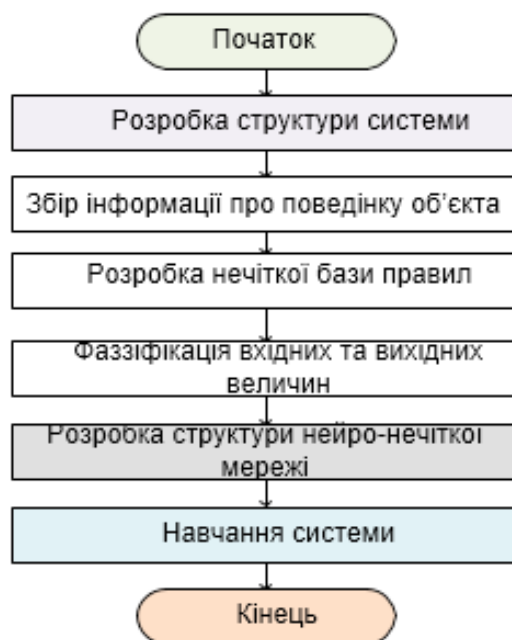 Початок
Розробка структури системи
Збір інформації про поведінку об'єкта
Розробка нечіткої бази правил
Фаззіфікація вхідних та вихідних
величин
Розробка структури нейро-нечіткої
мережі
Навчання системи
Кінець